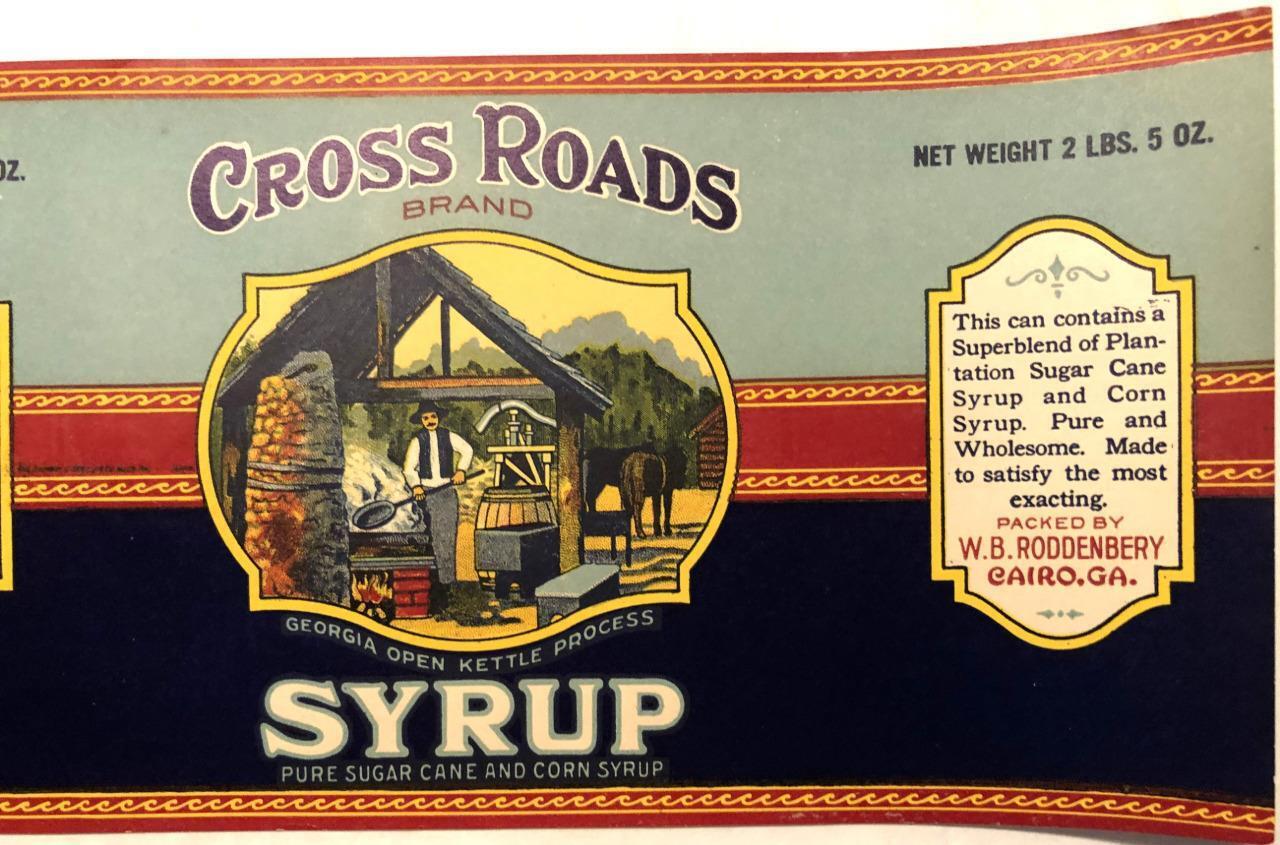 OZ.
CROSS ROADS
BRAND
GEORGIA OPEN KETTLE PROCESS
SYRUP
PURE SUGAR CANE AND CORN SYRUP
NET WEIGHT 2 LBS. 5 OZ.
This can contains a
Superblend of Plan-
tation Sugar Cane
Syrup and Corn
Syrup. Pure and
Wholesome. Made
to satisfy the most
exacting.
PACKED BY
W.B. RODDENBERY
CAIRO, GA.